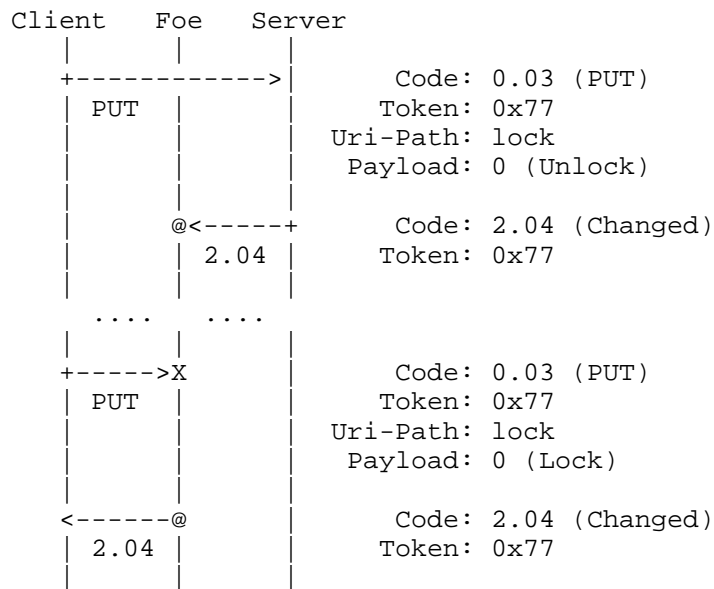 Client Foe Server
Code: 0.03 (PUT)
PUT Token: 0x77
Uri-Path: lock
Payload: 0 (Unlock)
@ Code: 2.04 (Changed)
2.04 Token: 0x77
.... ....
X Code: 0.03 (PUT)
PUT Token: 0x77
Uri-Path: lock
Payload: 0 (Lock)
@ Code: 2.04 (Changed)
2.04 Token: 0x77